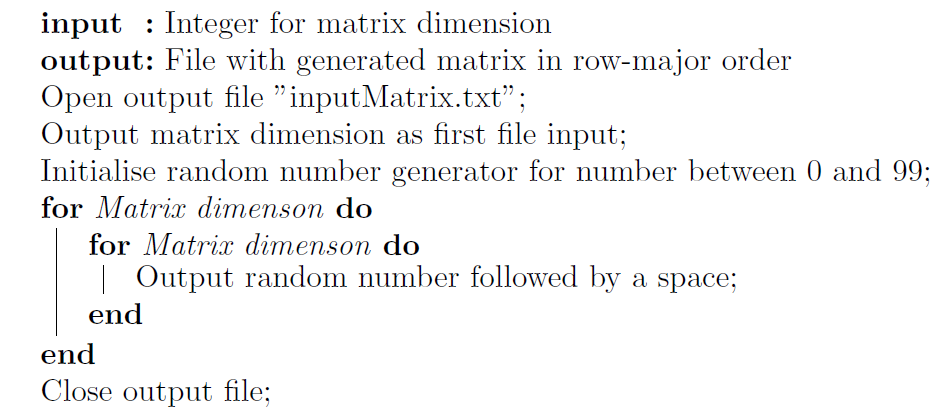 input : Integer for matrix dimension
output: File with generated matrix in row-major order
Open output file ”inputMatrix.txt”;
Output matrix dimension as first file input;
Initialise random number generator for number between 0 and 99;
for Matrix dimenson do
for Matrix dimenson do
Output random number followed by a space;
end
end
Close output file;